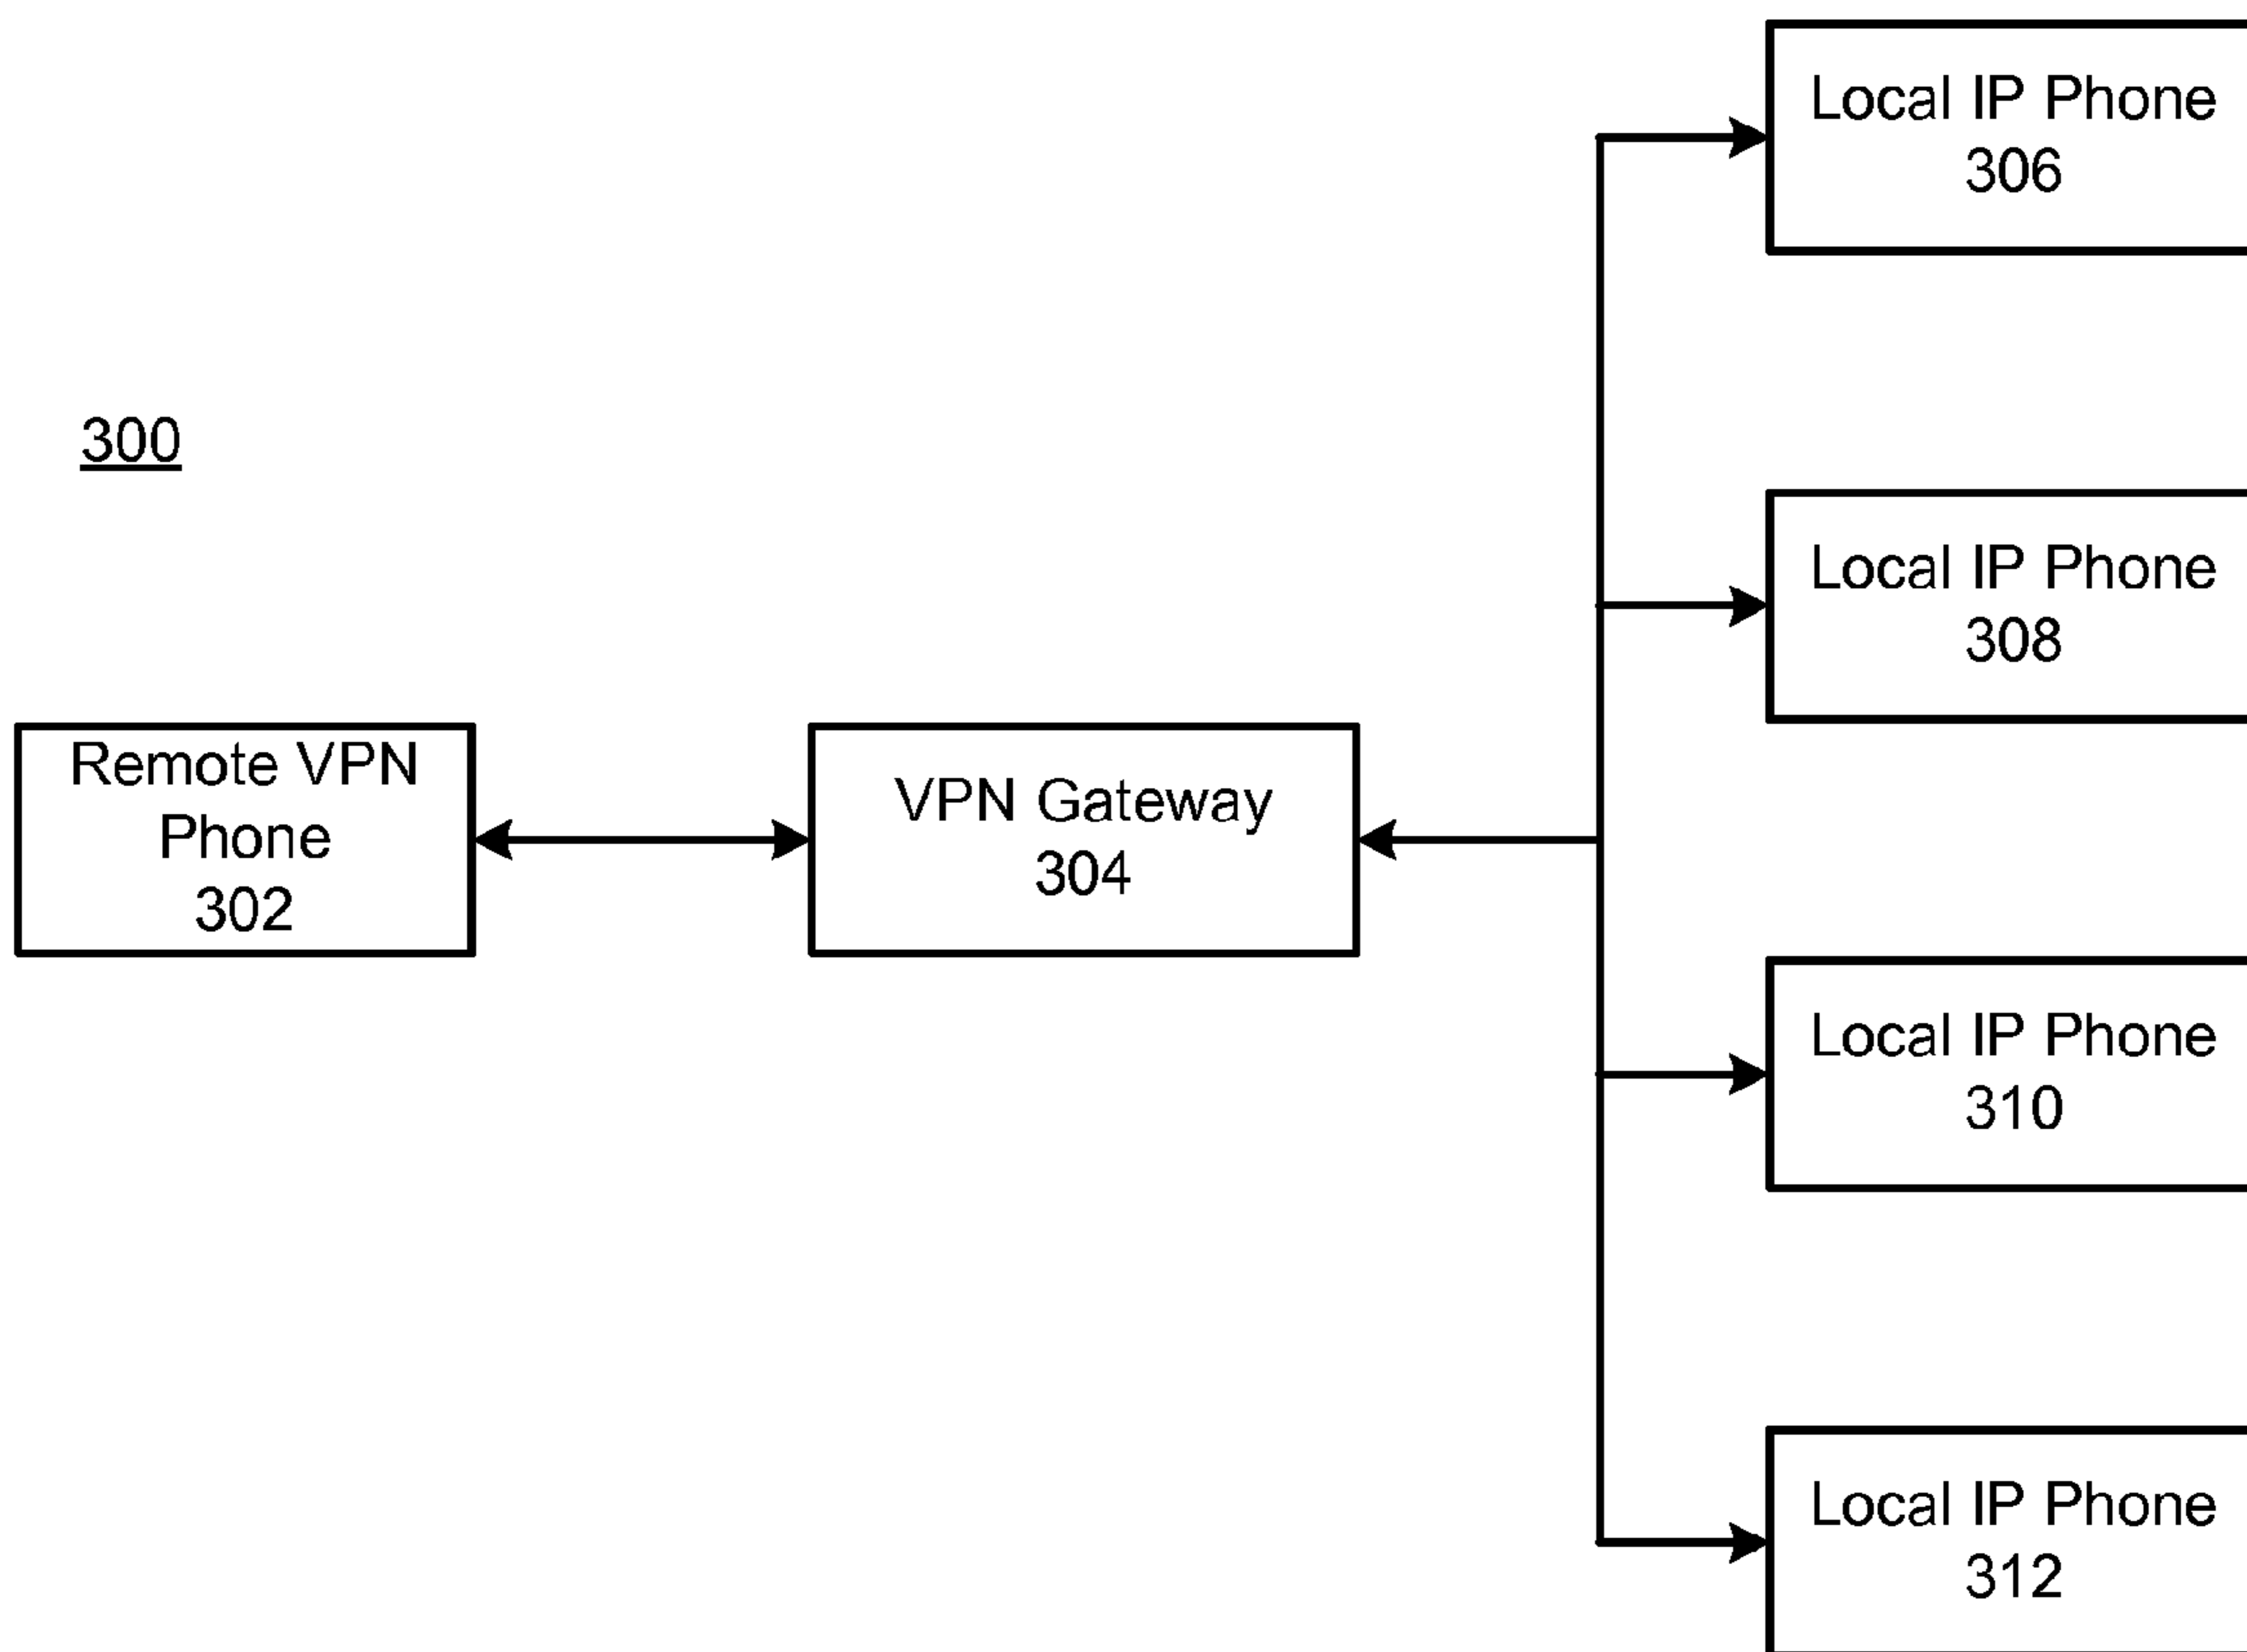 300
Remote VPN
Phone
302
VPN Gateway
304
Local IP Phone
306
Local IP Phone
308
Local IP Phone
310
Local IP Phone
312